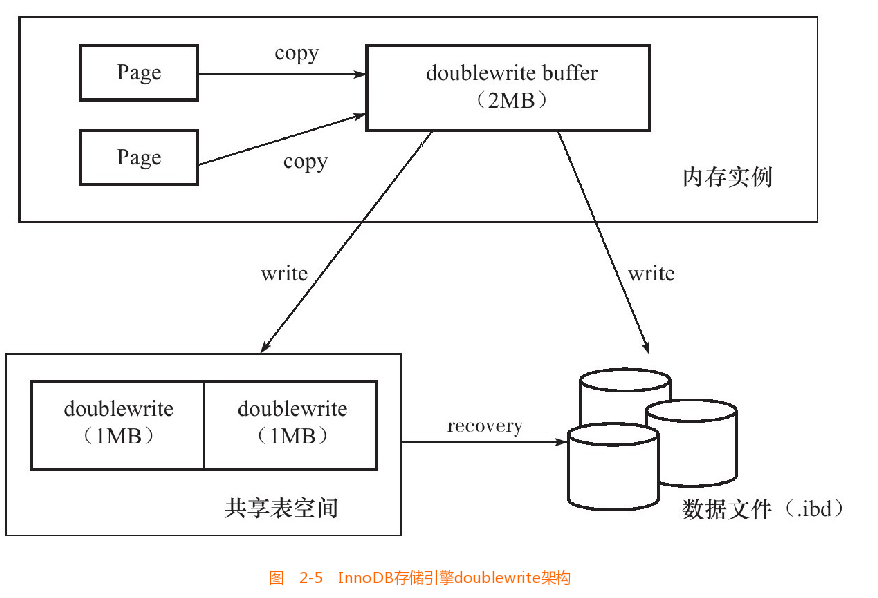 Page
copy
doublewrite buffer
（2MB）
Page
copy
内存实例
write
write
doublewrite
（1MB）
doublewrite
（1MB）
recovery
共享表空间
数据文件（.ibd）
图 2-5 InnoDB存储引擎doublewrite架构